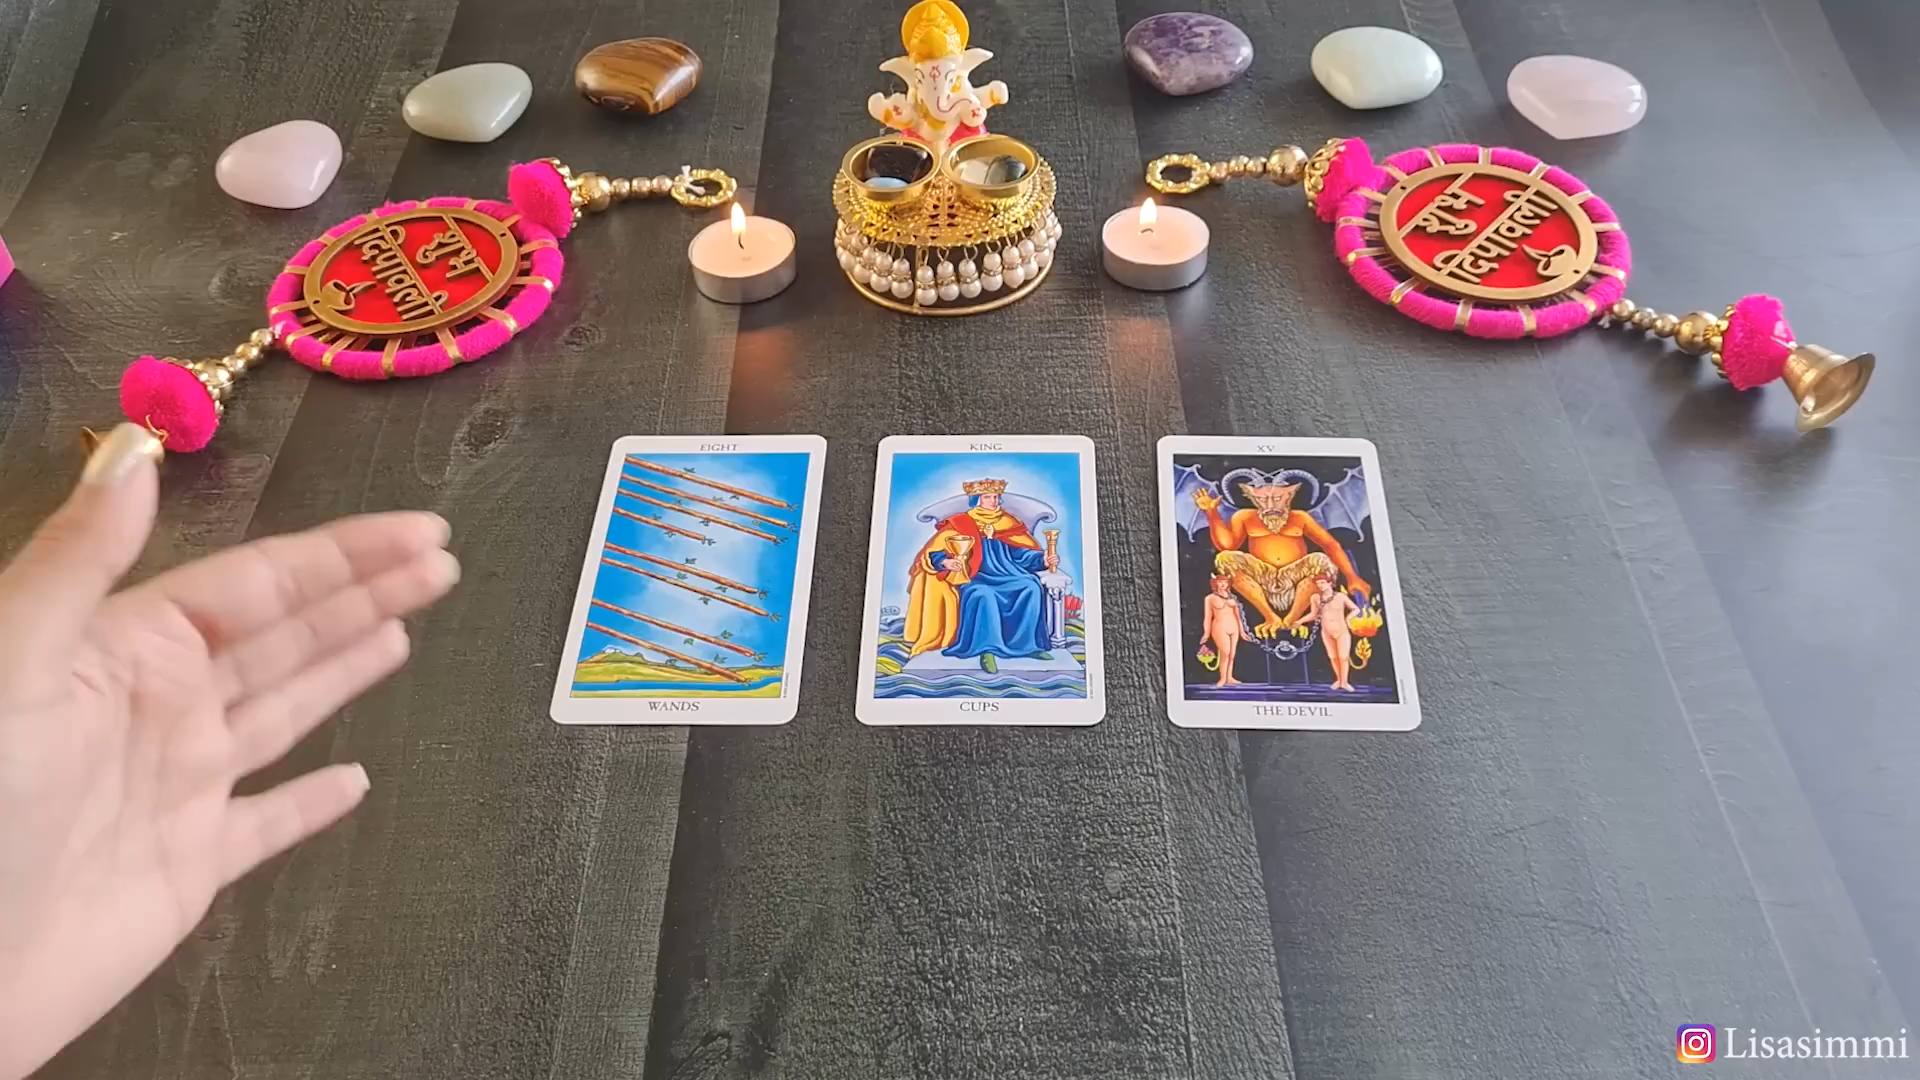 शुभ
दिपावली
शुभ
दिपावली
EIGHT
WANDS
KING
CUPS
XV
THE DEVIL
Lisasimmi